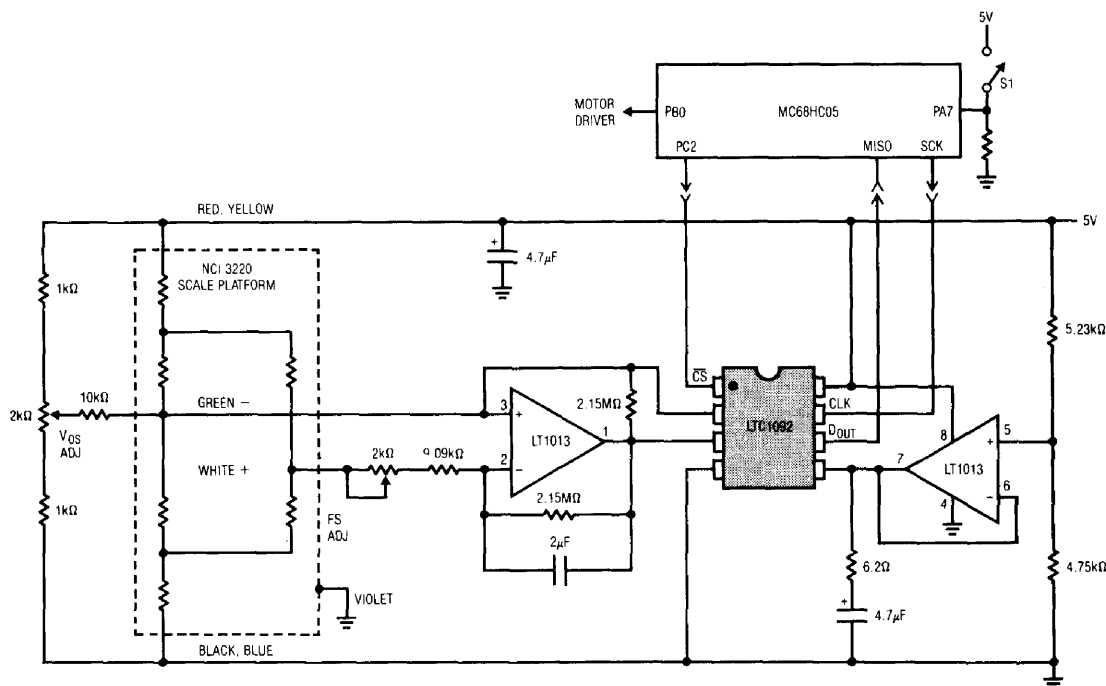 5V
S1
MC68HC05
MOTOR
DRIVER
PB0
PA7
PC2
MISO
SCK
RED, YELLOW
5V
+
4.7μF
NCI 3220
SCALE PLATFORM
1kΩ
5.23kΩ
10kΩ
GREEN −
2kΩ
VOS
ADJ
WHITE +
2kΩ
9.09kΩ
3
+
2
−
1
LT1013
2.15MΩ
2.15MΩ
2μF
CS
LTC1092
CLK
DOUT
8
5
+
7
LT1013
6
−
4
1kΩ
FS
ADJ
6.2Ω
4.75kΩ
+
4.7μF
VIOLET
BLACK, BLUE